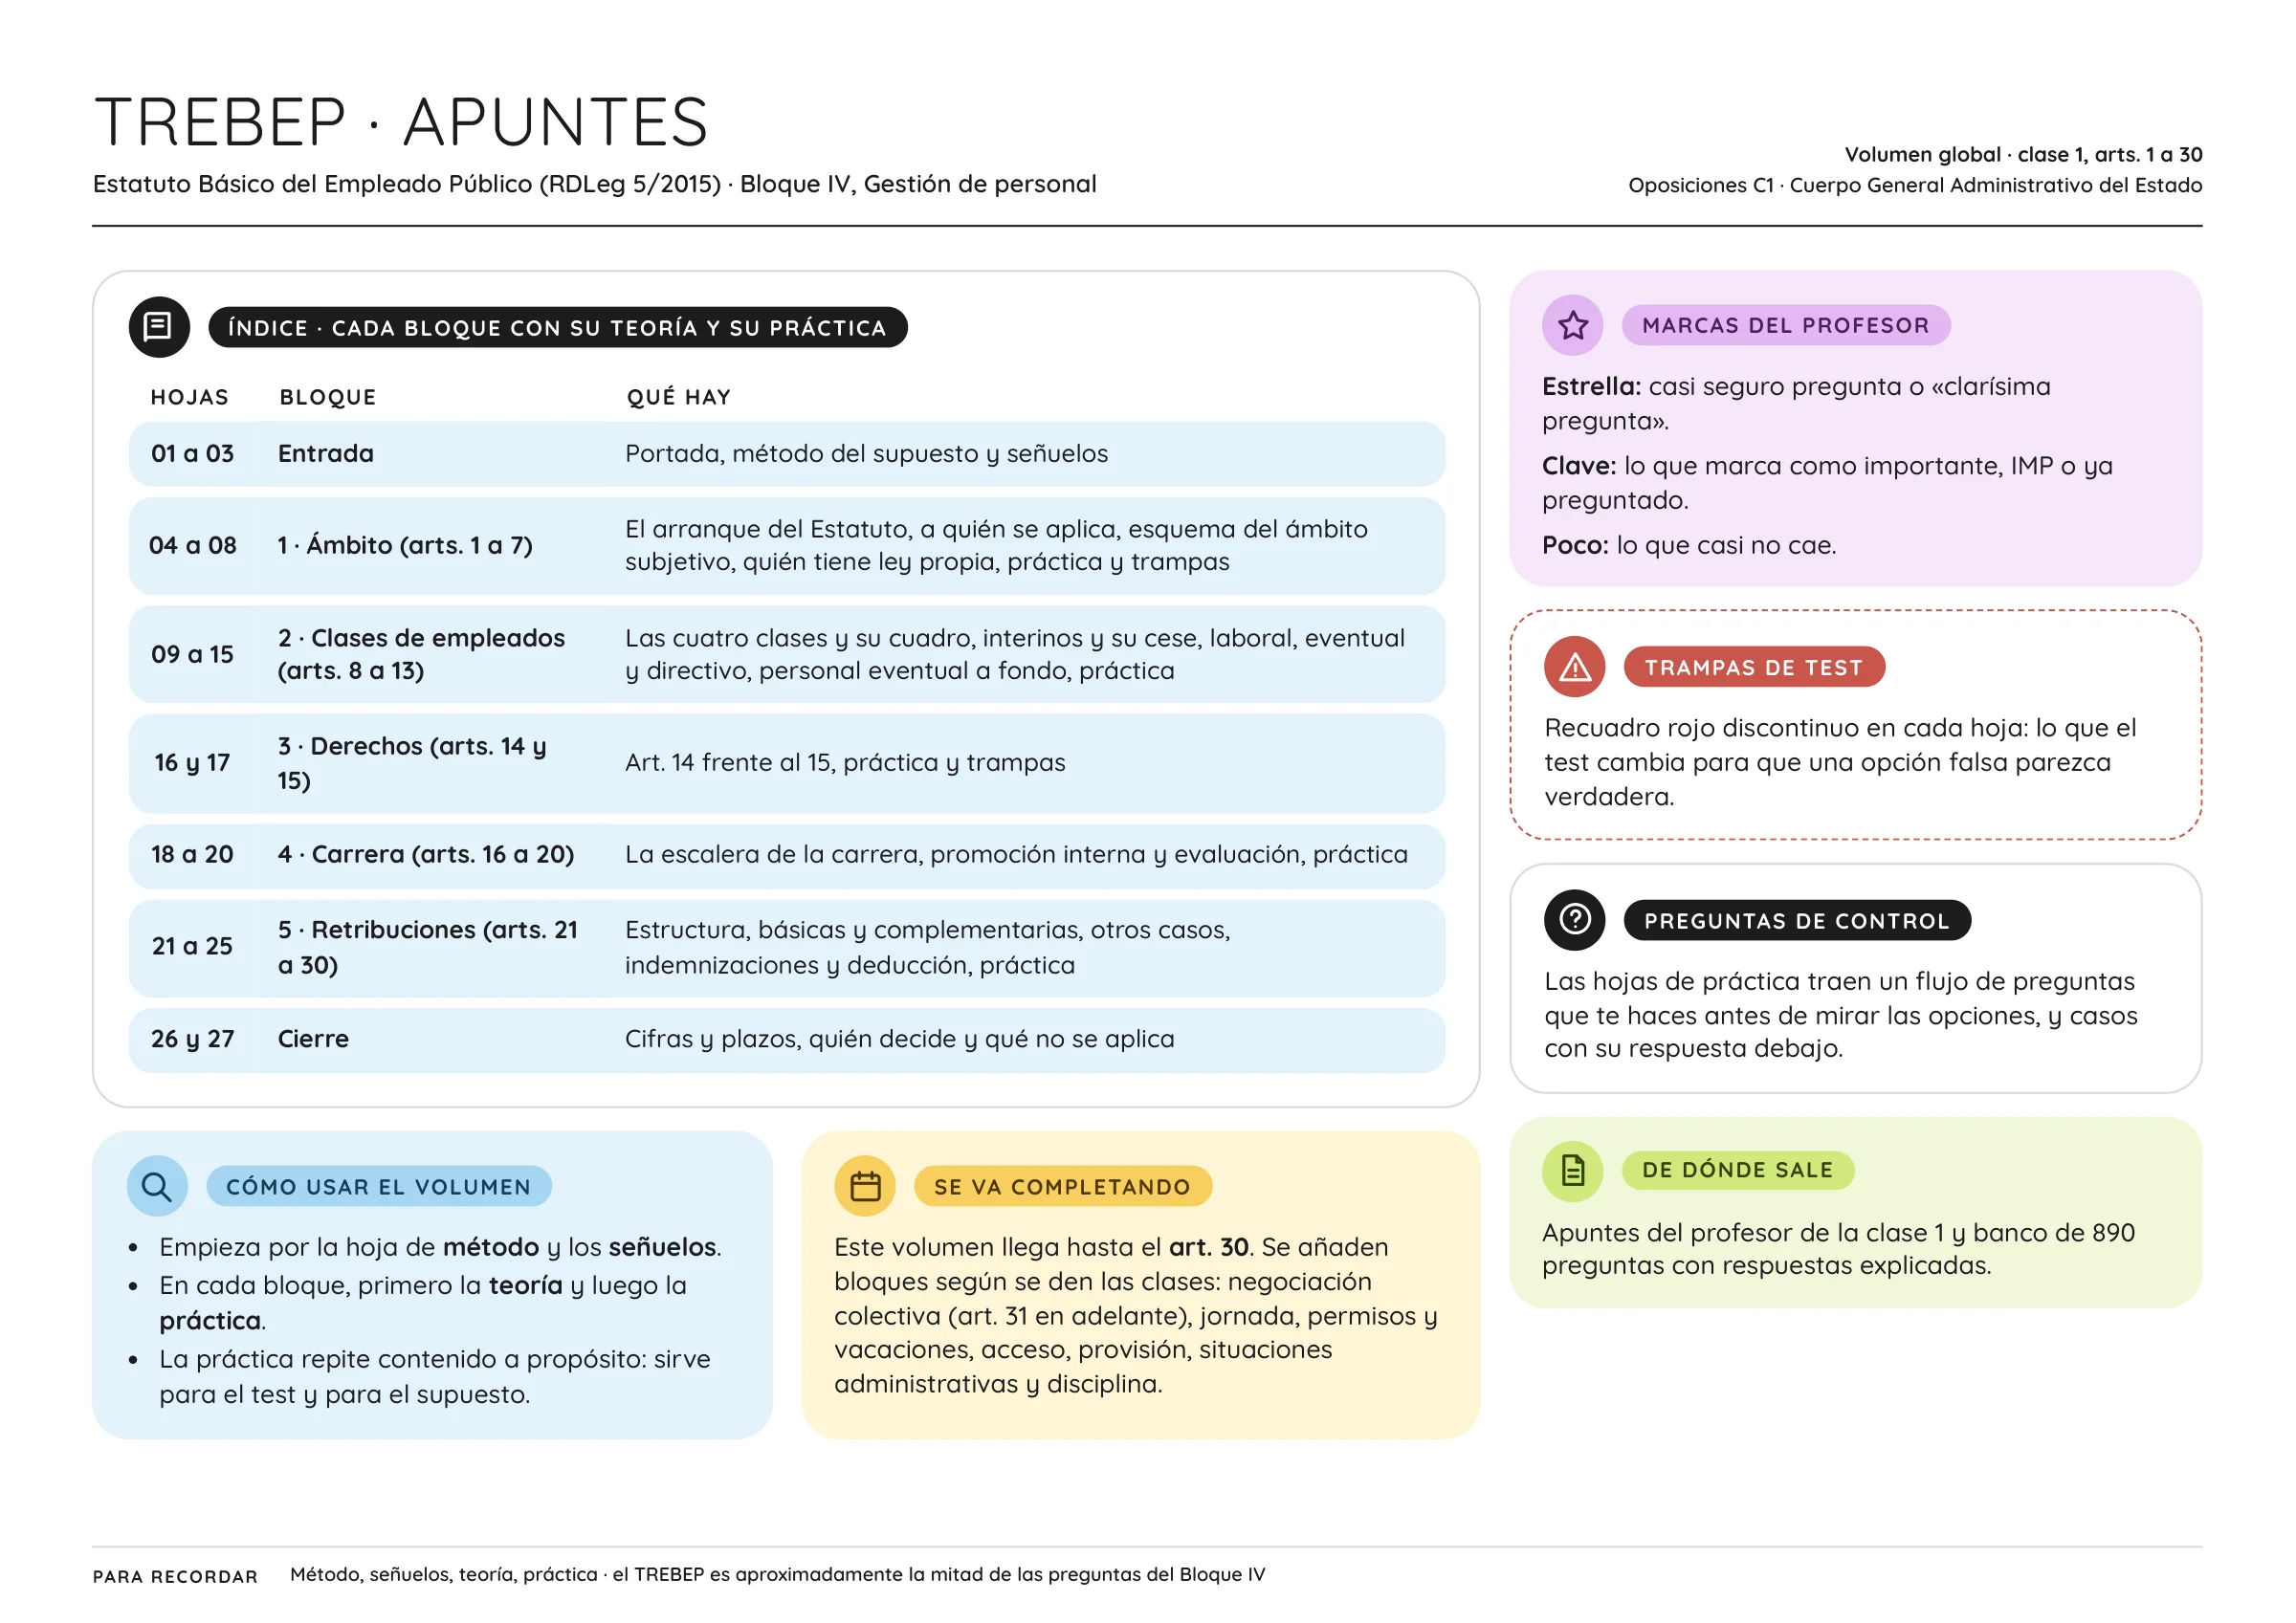 TREBEP · APUNTES
Estatuto Básico del Empleado Público (RDLeg 5/2015) · Bloque IV, Gestión de personal
Volumen global · clase 1, arts. 1 a 30
Oposiciones C1 · Cuerpo General Administrativo del Estado
ÍNDICE · CADA BLOQUE CON SU TEORÍA Y SU PRÁCTICA
HOJAS BLOQUE QUÉ HAY
01 a 03 Entrada Portada, método del supuesto y señuelos
04 a 08 1 · Ámbito (arts. 1 a 7) El arranque del Estatuto, a quién se aplica, esquema del ámbito
subjetivo, quién tiene ley propia, práctica y trampas
09 a 15 2 · Clases de empleados
(arts. 8 a 13)
Las cuatro clases y su cuadro, interinos y su cese, laboral, eventual
y directivo, personal eventual a fondo, práctica
16 y 17 3 · Derechos (arts. 14 y
15)
Art. 14 frente al 15, práctica y trampas
18 a 20 4 · Carrera (arts. 16 a 20) La escalera de la carrera, promoción interna y evaluación, práctica
21 a 25 5 · Retribuciones (arts. 21
a 30)
Estructura, básicas y complementarias, otros casos,
indemnizaciones y deducción, práctica
26 y 27 Cierre Cifras y plazos, quién decide y qué no se aplica
MARCAS DEL PROFESOR
Estrella: casi seguro pregunta o «clarísima
pregunta».
Clave: lo que marca como importante, IMP o ya
preguntado.
Poco: lo que casi no cae.
TRAMPAS DE TEST
Recuadro rojo discontinuo en cada hoja: lo que el
test cambia para que una opción falsa parezca
verdadera.
PREGUNTAS DE CONTROL
Las hojas de práctica traen un flujo de preguntas
que te haces antes de mirar las opciones, y casos
con su respuesta debajo.
CÓMO USAR EL VOLUMEN
• Empieza por la hoja de método y los señuelos.
• En cada bloque, primero la teoría y luego la
práctica.
• La práctica repite contenido a propósito: sirve
para el test y para el supuesto.
SE VA COMPLETANDO
Este volumen llega hasta el art. 30. Se añaden
bloques según se den las clases: negociación
colectiva (art. 31 en adelante), jornada, permisos y
vacaciones, acceso, provisión, situaciones
administrativas y disciplina.
DE DÓNDE SALE
Apuntes del profesor de la clase 1 y banco de 890
preguntas con respuestas explicadas.
PARA RECORDAR Método, señuelos, teoría, práctica · el TREBEP es aproximadamente la mitad de las preguntas del Bloque IV